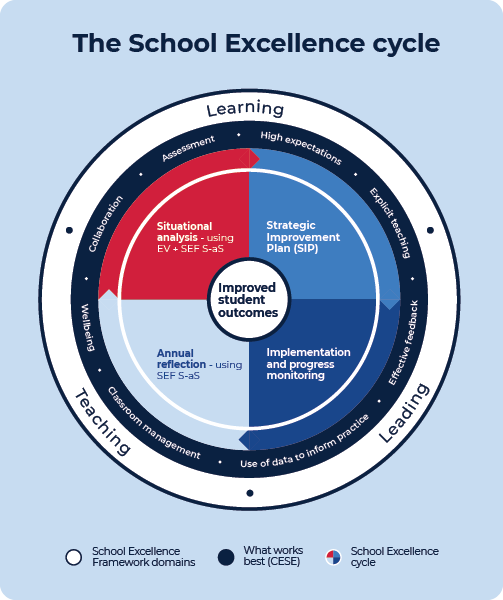 The School Excellence cycle
Learning
Assessment
•
High expectations
•
Explicit teaching
•
Effective feedback
•
Use of data to inform practice
•
Classroom management
•
Wellbeing
•
Collaboration
•
Situational
analysis - using
EV + SEF S-aS
Strategic
Improvement
Plan (SIP)
Improved
student
outcomes
Annual
reflection - using
SEF S-aS
Implementation
and progress
monitoring
Teaching
Leading
School Excellence
Framework domains
What works
best (CESE)
School Excellence
cycle